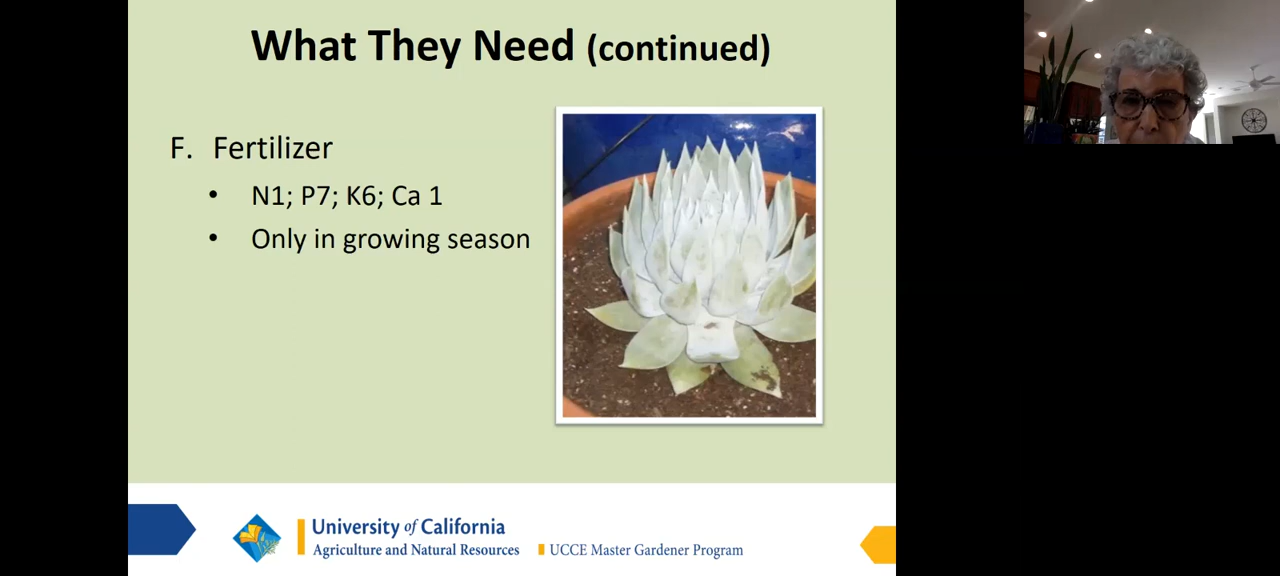 What They Need (continued)
F. Fertilizer
• N1; P7; K6; Ca 1
• Only in growing season
University of California
Agriculture and Natural Resources
UCCE Master Gardener Program